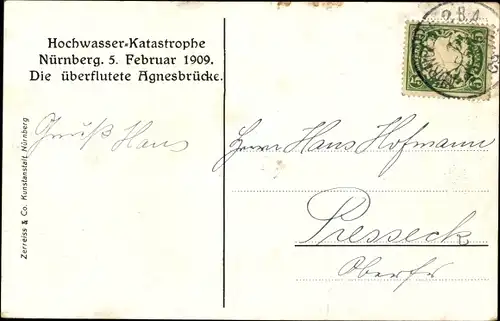 Hochwasser-Katastrophe
Nürnberg. 5. Februar 1909.
Die überflutete Agnesbrücke.
Gruß Hans
Zerreiss & Co. Kunstanstalt, Nürnberg
Herrn Hans Hofmann
Presseck
Oberfr